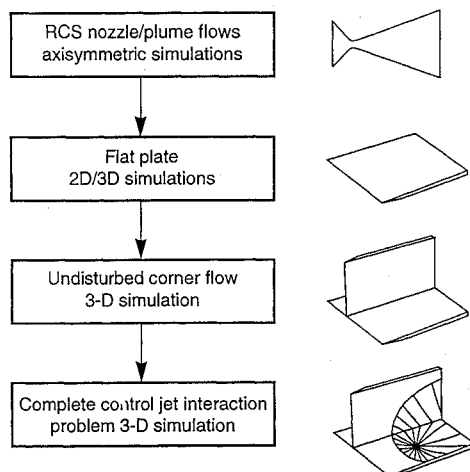 RCS nozzle/plume flows
axisymmetric simulations
Flat plate
2D/3D simulations
Undisturbed corner flow
3-D simulation
Complete control jet interaction
problem 3-D simulation